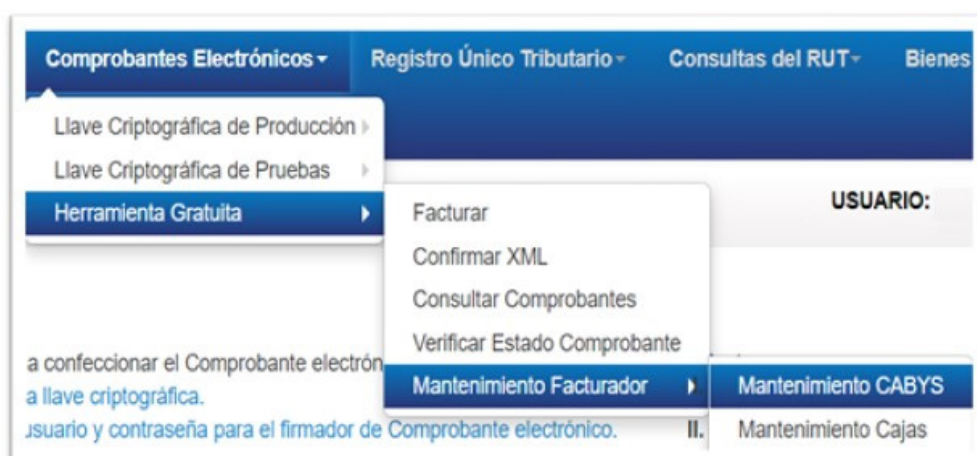 Comprobantes Electrónicos Registro Único Tributario Consultas del RUT Bienes
Llave Criptográfica de Producción
Llave Criptográfica de Pruebas
Herramienta Gratuita
USUARIO:
Facturar
Confirmar XML
Consultar Comprobantes
Verificar Estado Comprobante
Mantenimiento Facturador
Mantenimiento CABYS
Mantenimiento Cajas
a confeccionar el Comprobante electrón
a llave criptográfica.
usuario y contraseña para el firmador de Comprobante electrónico. II.